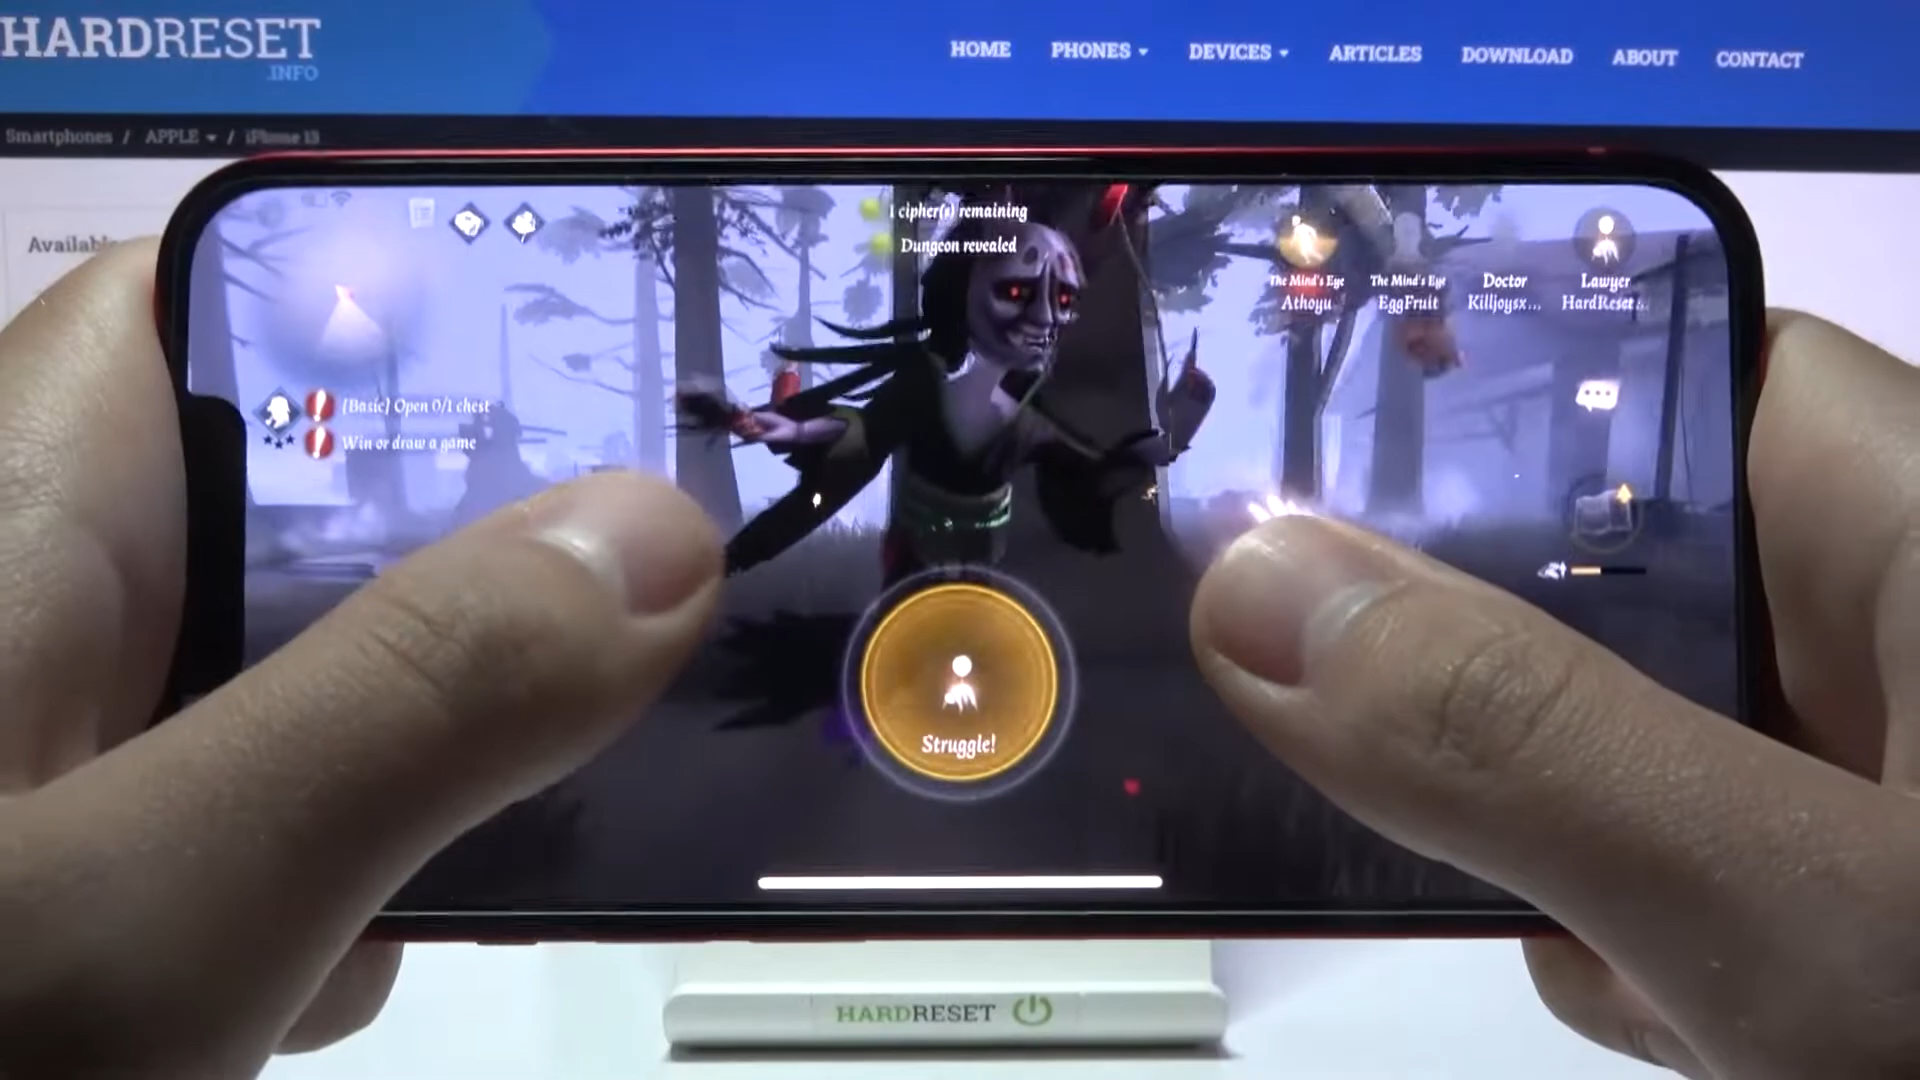 HARDRESET
.INFO
HOME PHONES DEVICES ARTICLES DOWNLOAD ABOUT CONTACT
Smartphones / APPLE / iPhone 13
Available
1 cipher(s) remaining
Dungeon revealed
The Mind's Eye
Athoyu
The Mind's Eye
EggFruit
Doctor
Killjoysx...
Lawyer
HardReset...
[Basic] Open 0/1 chest
Win or draw a game
Struggle!
HARDRESET